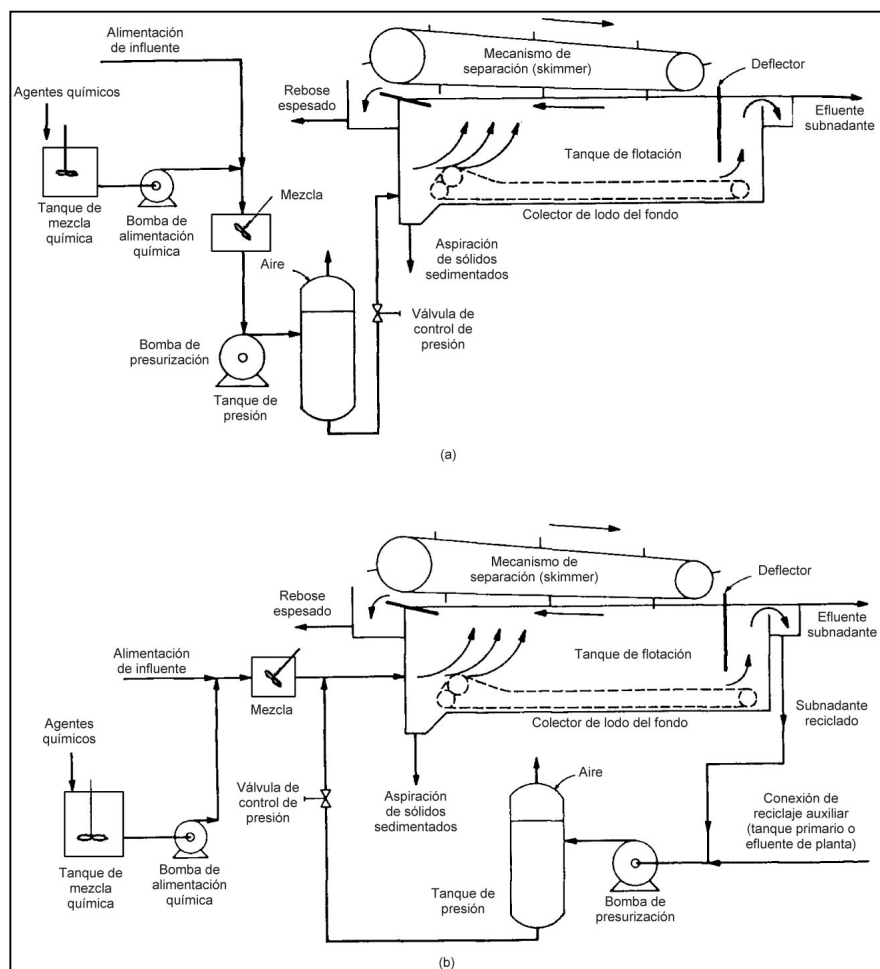 Alimentación
de influente
Agentes químicos
Tanque de
mezcla
química
Bomba de
alimentación
química
Mezcla
Bomba de
presurización
Tanque de
presión
Aire
Válvula de
control de
presión
Rebose
espesado
Mecanismo de
separación (skimmer)
Deflector
Efluente
subnadante
Tanque de flotación
Colector de lodo del fondo
Aspiración
de sólidos
sedimentados
(a)
Mecanismo de
separación (skimmer)
Deflector
Rebose
espesado
Efluente
subnadante
Alimentación
de influente
Mezcla
Tanque de flotación
Colector de lodo del fondo
Subnadante
reciclado
Agentes
químicos
Tanque de
mezcla
química
Bomba de
alimentación
química
Válvula de
control de
presión
Aspiración
de sólidos
sedimentados
Aire
Tanque de
presión
Bomba de
presurización
Conexión de
reciclaje auxiliar
(tanque primario o
efluente de planta)
(b)